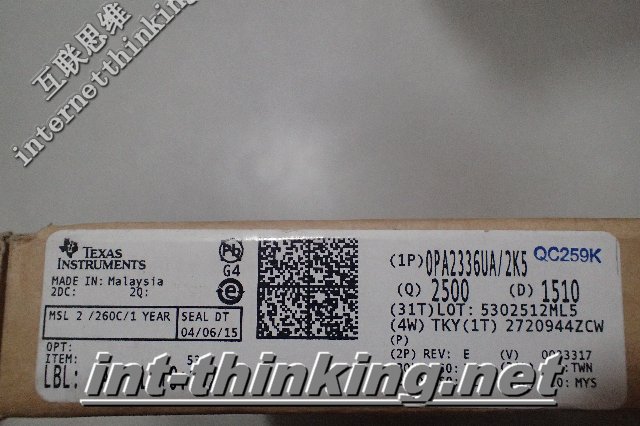 互联思维
internetthinking
TEXAS
INSTRUMENTS
MADE IN: Malaysia
2DC: 2Q:
Pb
G4
e
MSL 2 /260C/1 YEAR
SEAL DT
04/06/15
OPT:
ITEM:
LBL:
(1P) OPA2336UA/2K5
QC259K
(Q) 2500 (D) 1510
(31T)LOT: 5302512ML5
(4W) TKY(1T) 2720944ZCW
(P)
(2P) REV: E (V) 0033317
TWN
MYS
int-thinking.net